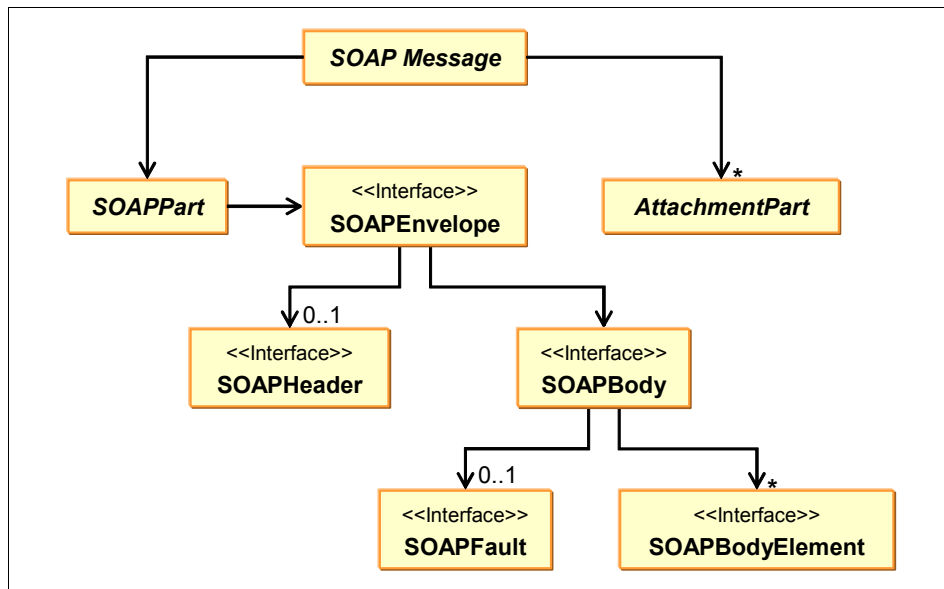 SOAP Message
*
SOAPPart
<<Interface>>
SOAPEnvelope
AttachmentPart
0..1
<<Interface>>
SOAPHeader
<<Interface>>
SOAPBody
0..1
*
<<Interface>>
SOAPFault
<<Interface>>
SOAPBodyElement